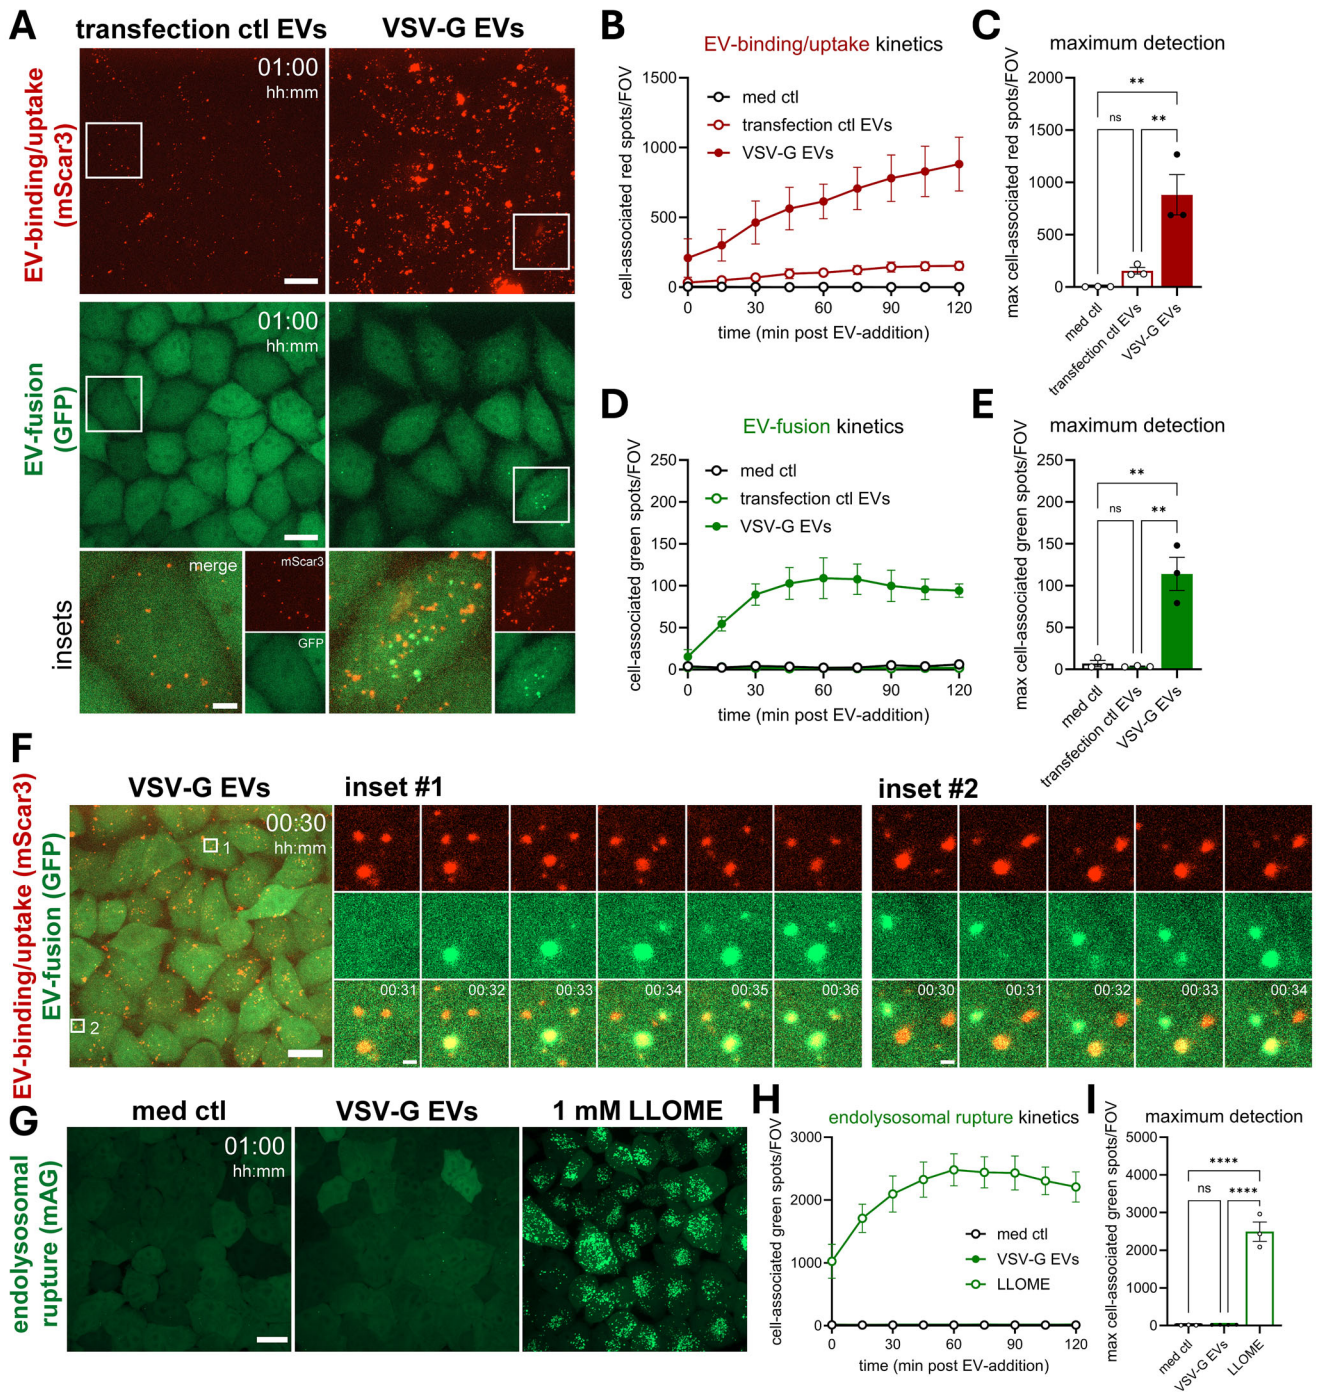 A
transfection ctl EVs
VSV-G EVs
EV-binding/uptake
(mScar3)
01:00
hh:mm
EV-fusion
(GFP)
01:00
hh:mm
insets
merge
mScar3
GFP
B
EV-binding/uptake kinetics
cell-associated red spots/FOV
1500
1000
500
0
med ctl
transfection ctl EVs
VSV-G EVs
0
30
60
90
120
time (min post EV-addition)
C
maximum detection
max cell-associated red spots/FOV
2000
1500
1000
500
0
**
ns
**
med ctl
transfection ctl EVs
VSV-G EVs
D
EV-fusion kinetics
cell-associated green spots/FOV
250
200
150
100
50
0
med ctl
transfection ctl EVs
VSV-G EVs
0
30
60
90
120
time (min post EV-addition)
E
maximum detection
max cell-associated green spots/FOV
250
200
150
100
50
0
**
ns
**
med ctl
transfection ctl EVs
VSV-G EVs
F
EV-binding/uptake (mScar3)
EV-fusion (GFP)
VSV-G EVs
00:30
hh:mm
1
2
inset #1
00:31
00:32
00:33
00:34
00:35
00:36
inset #2
00:30
00:31
00:32
00:33
00:34
G
endolysosomal
rupture (mAG)
med ctl
01:00
hh:mm
VSV-G EVs
1 mM LLOME
H
endolysosomal rupture kinetics
cell-associated green spots/FOV
3000
2000
1000
0
med ctl
VSV-G EVs
LLOME
0
30
60
90
120
time (min post EV-addition)
I
maximum detection
max cell-associated green spots/FOV
5000
4000
3000
2000
1000
0
****
ns
****
med ctl
VSV-G EVs
LLOME